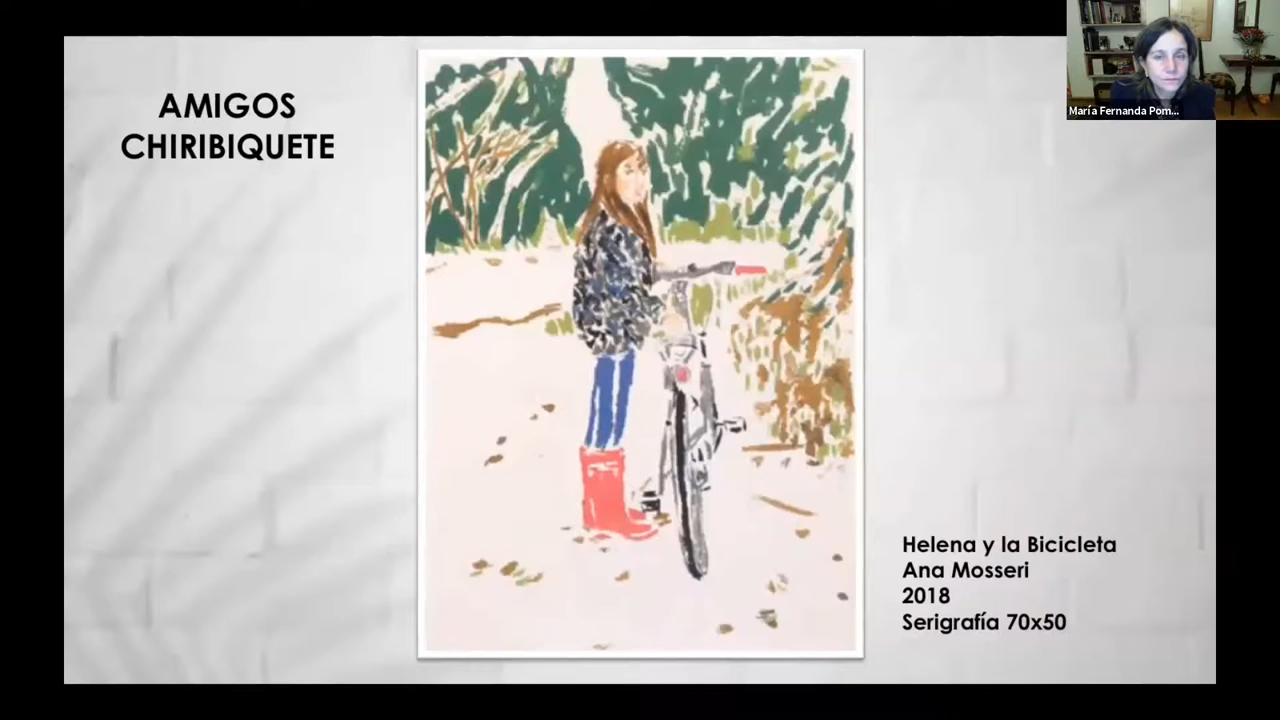 AMIGOS
CHIRIBIQUETE
María Fernanda Pom...
Helena y la Bicicleta
Ana Mosseri
2018
Serigrafía 70x50